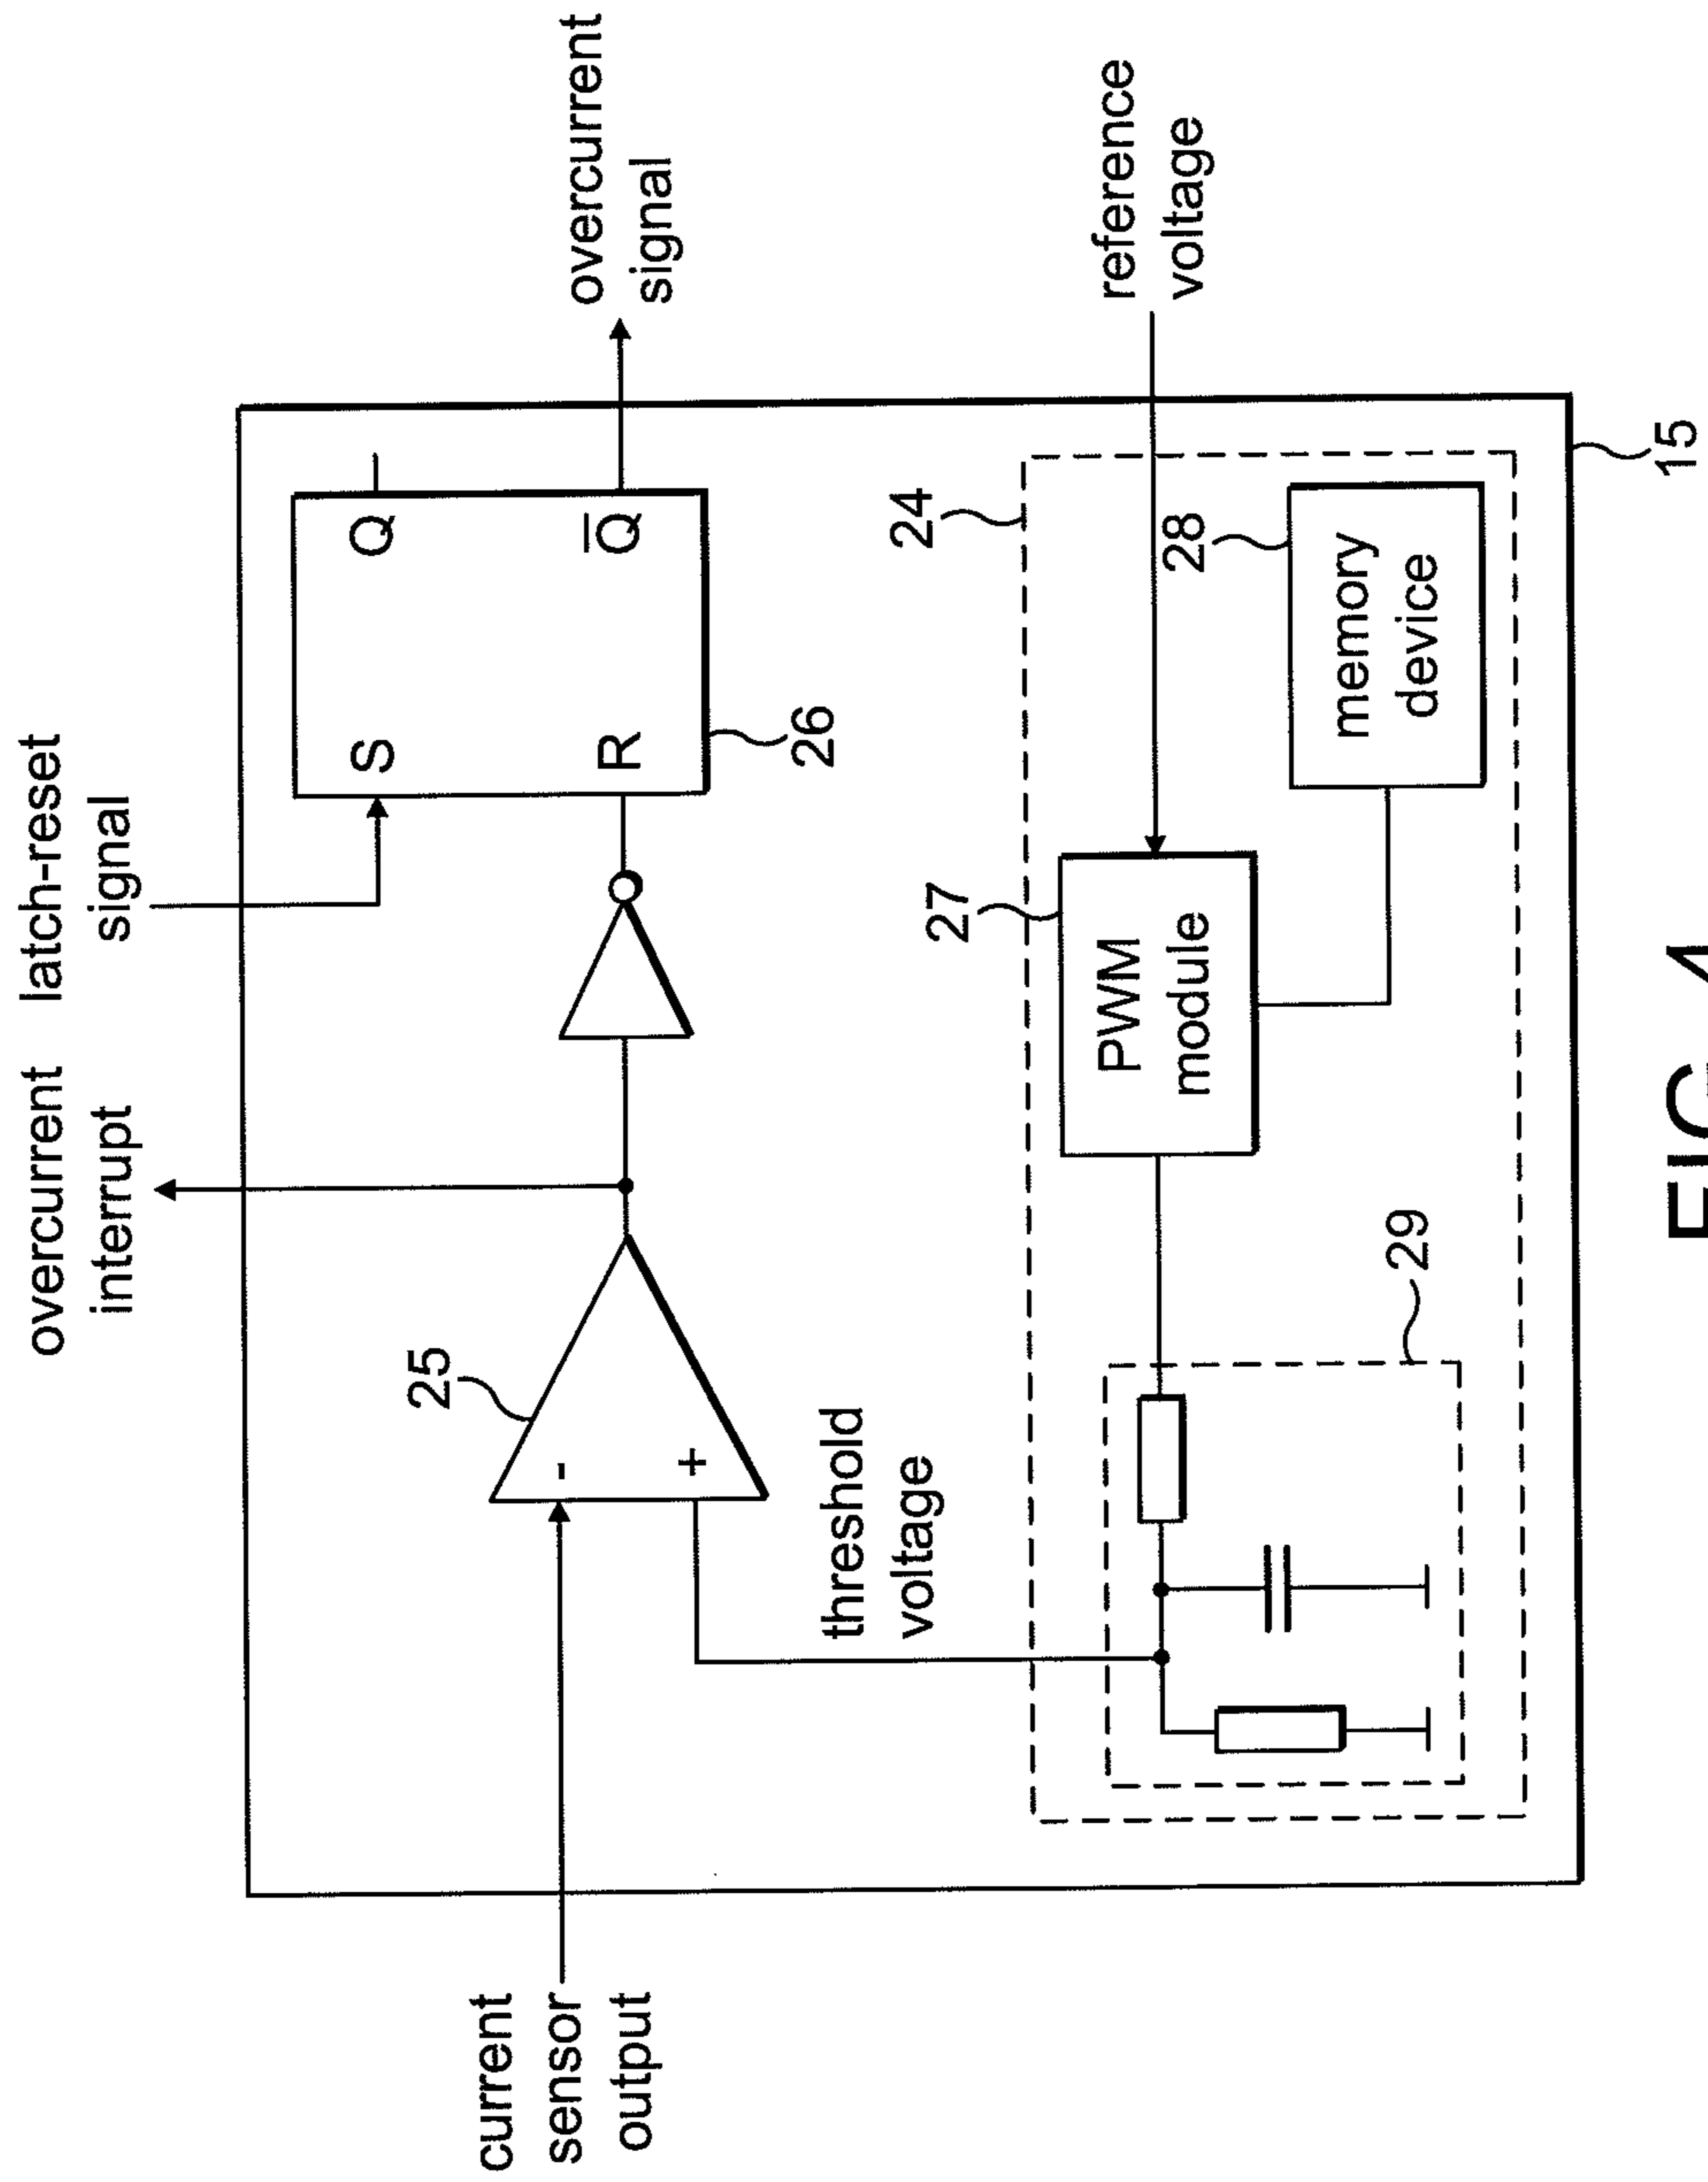 overcurrent
interrupt
latch-reset
signal
current
sensor
output
25
-
+
S
R
Q
Q̅
26
overcurrent
signal
threshold
voltage
24
27
PWM
module
reference
voltage
28
memory
device
29
15
FIG. 4